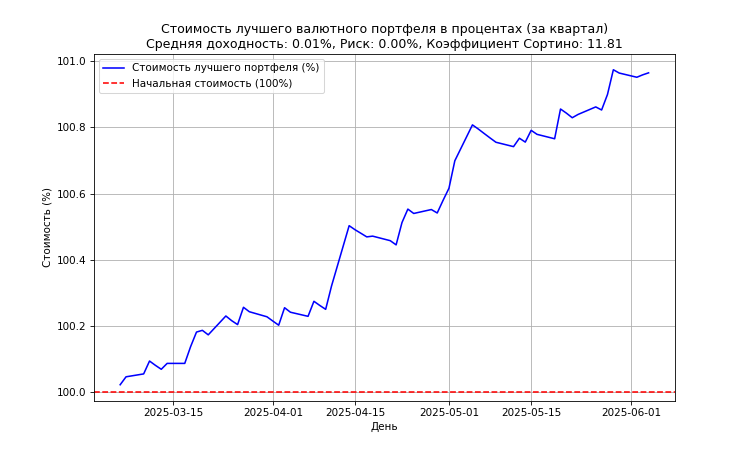 Стоимость лучшего валютного портфеля в процентах (за квартал)
Средняя доходность: 0.01%, Риск: 0.00%, Коэффициент Сортино: 11.81
Стоимость лучшего портфеля (%)
Начальная стоимость (100%)
Стоимость (%)
101.0
100.8
100.6
100.4
100.2
100.0
2025-03-15 2025-04-01 2025-04-15 2025-05-01 2025-05-15 2025-06-01
День